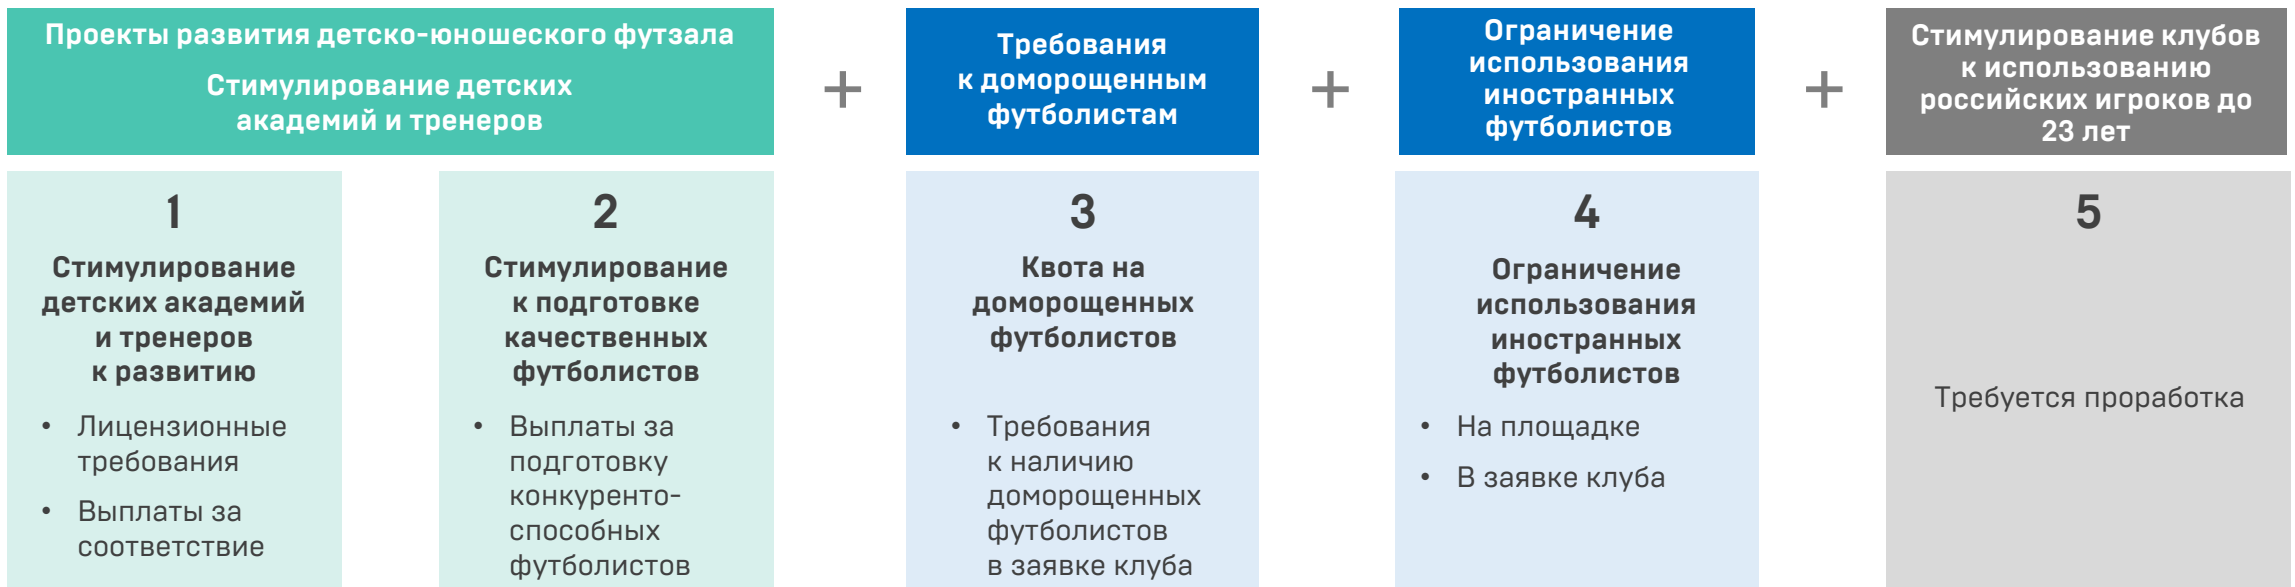 Проекты развития детско-юношеского футзала
Стимулирование детских
академий и тренеров
+
Требования
к доморощенным
футболистам
+
Ограничение
использования
иностранных
футболистов
+
Стимулирование клубов
к использованию
российских игроков до
23 лет
1
Стимулирование
детских академий
и тренеров
к развитию
• Лицензионные
требования
• Выплаты за
соответствие
2
Стимулирование
к подготовке
качественных
футболистов
• Выплаты за
подготовку
конкуренто-
способных
футболистов
3
Квота на
доморощенных
футболистов
• Требования
к наличию
доморощенных
футболистов
в заявке клуба
4
Ограничение
использования
иностранных
футболистов
• На площадке
• В заявке клуба
5
Требуется проработка